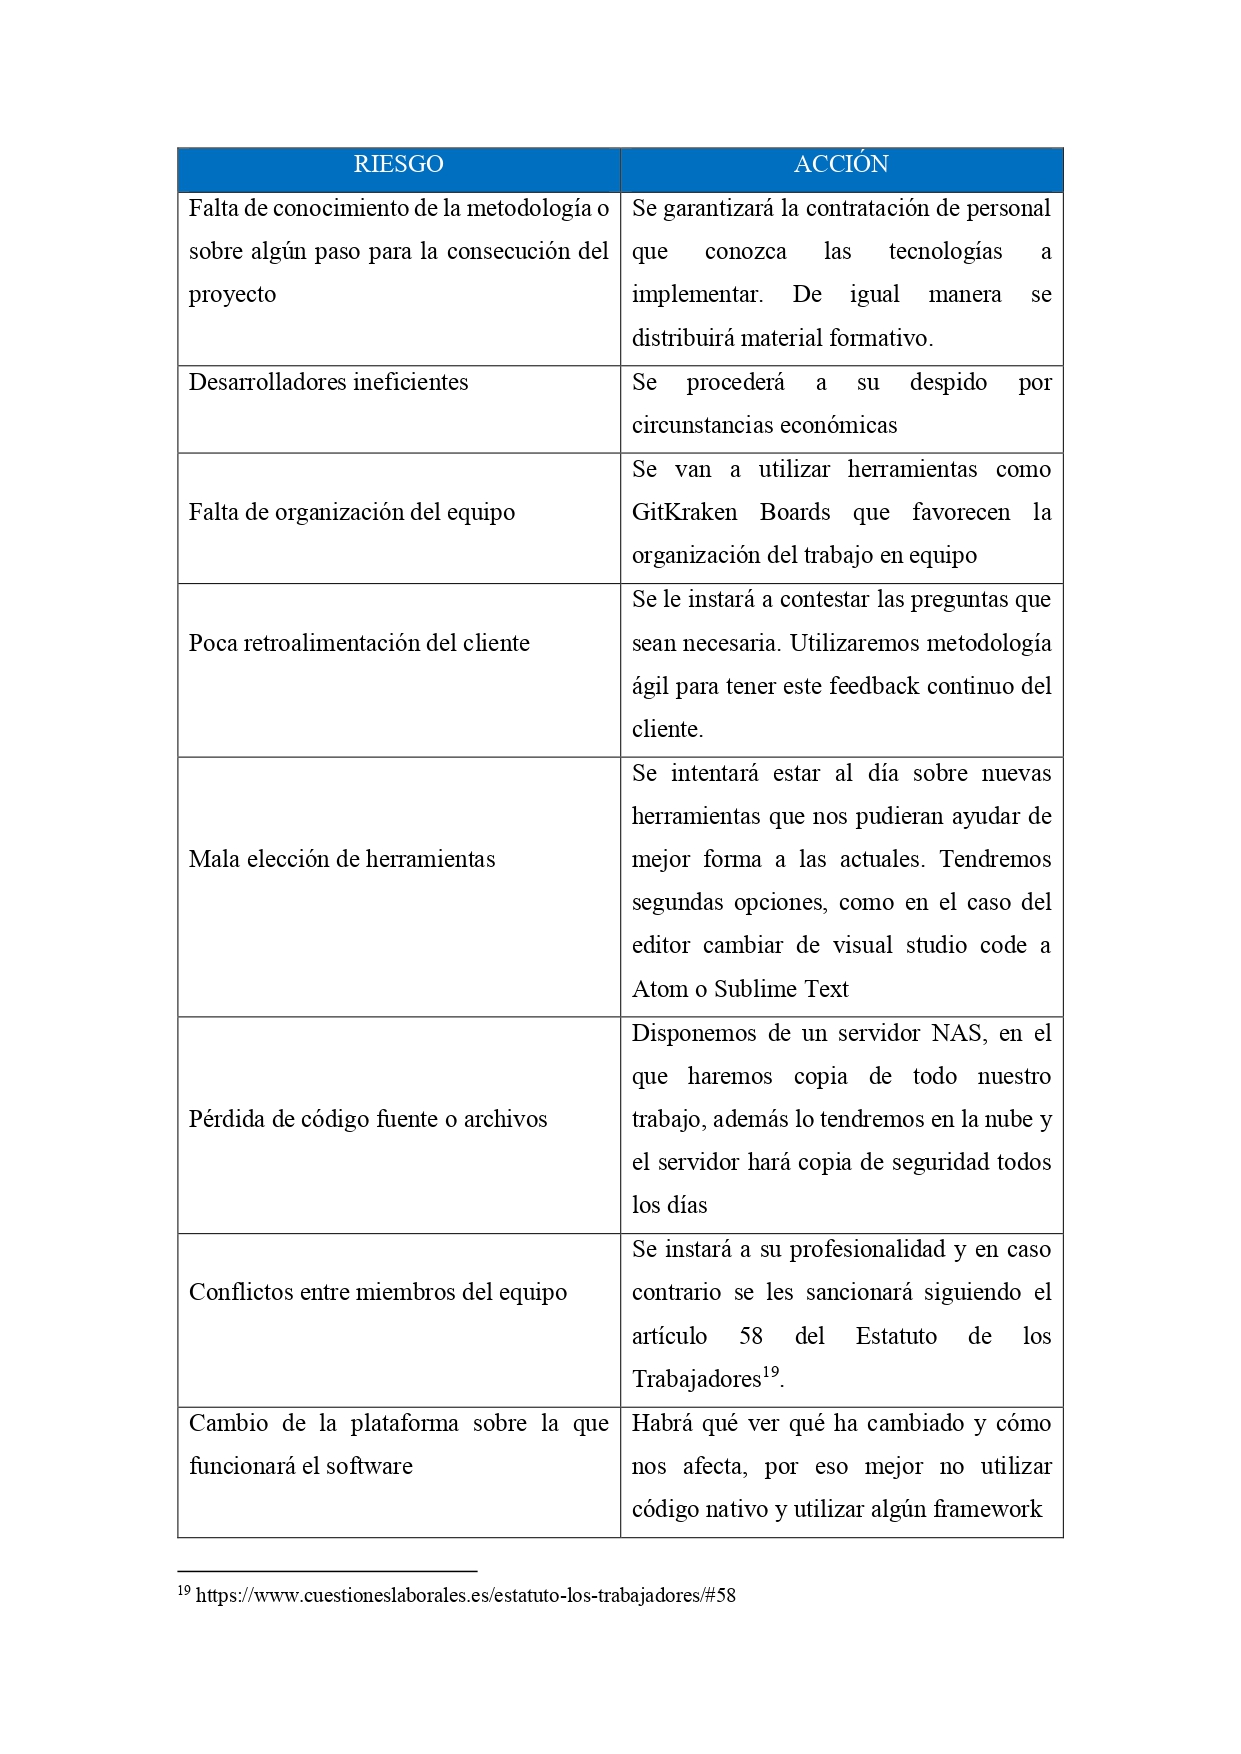 RIESGO
ACCIÓN
Falta de conocimiento de la metodología o
sobre algún paso para la consecución del
proyecto
Se garantizará la contratación de personal
que conozca las tecnologías a
implementar. De igual manera se
distribuirá material formativo.
Desarrolladores ineficientes
Se procederá a su despido por
circunstancias económicas
Falta de organización del equipo
Se van a utilizar herramientas como
GitKraken Boards que favorecen la
organización del trabajo en equipo
Poca retroalimentación del cliente
Se le instará a contestar las preguntas que
sean necesaria. Utilizaremos metodología
ágil para tener este feedback continuo del
cliente.
Mala elección de herramientas
Se intentará estar al día sobre nuevas
herramientas que nos pudieran ayudar de
mejor forma a las actuales. Tendremos
segundas opciones, como en el caso del
editor cambiar de visual studio code a
Atom o Sublime Text
Pérdida de código fuente o archivos
Disponemos de un servidor NAS, en el
que haremos copia de todo nuestro
trabajo, además lo tendremos en la nube y
el servidor hará copia de seguridad todos
los días
Conflictos entre miembros del equipo
Se instará a su profesionalidad y en caso
contrario se les sancionará siguiendo el
artículo 58 del Estatuto de los
Trabajadores19.
Cambio de la plataforma sobre la que
funcionará el software
Habrá qué ver qué ha cambiado y cómo
nos afecta, por eso mejor no utilizar
código nativo y utilizar algún framework
19 https://www.cuestioneslaborales.es/estatuto-los-trabajadores/#58